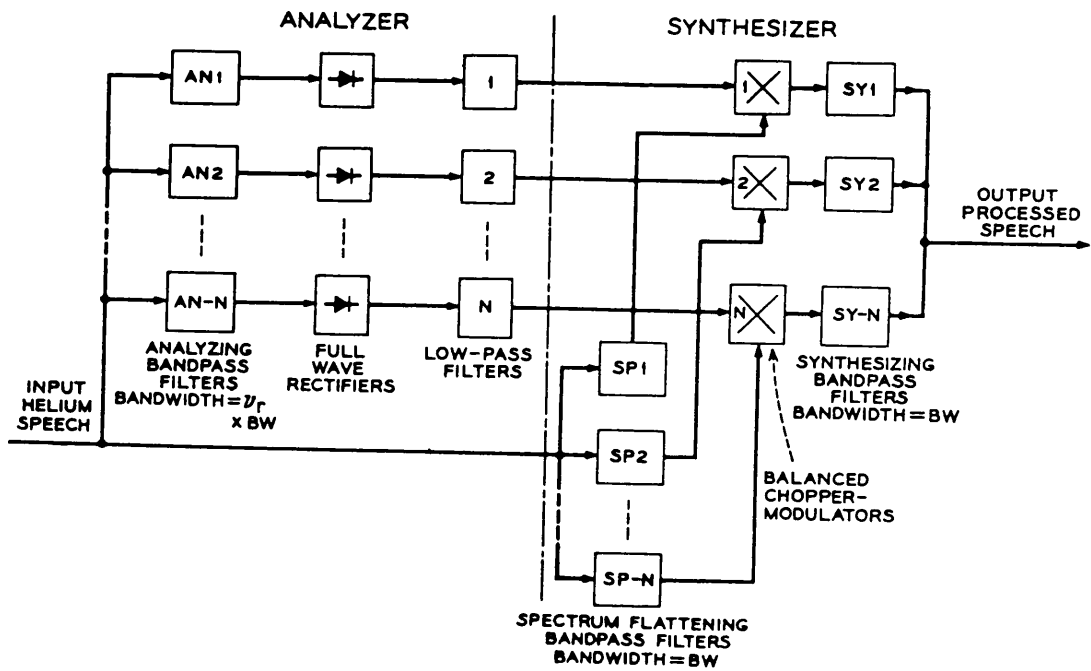 ANALYZER
SYNTHESIZER
AN1
1
1
SY1
AN2
2
2
SY2
OUTPUT
PROCESSED
SPEECH
AN-N
N
N
SY-N
ANALYZING
BANDPASS
FILTERS
BANDWIDTH = νr
× BW
FULL
WAVE
RECTIFIERS
LOW-PASS
FILTERS
SP1
SYNTHESIZING
BANDPASS
FILTERS
BANDWIDTH = BW
INPUT
HELIUM
SPEECH
SP2
BALANCED
CHOPPER-
MODULATORS
SP-N
SPECTRUM FLATTENING
BANDPASS FILTERS
BANDWIDTH = BW